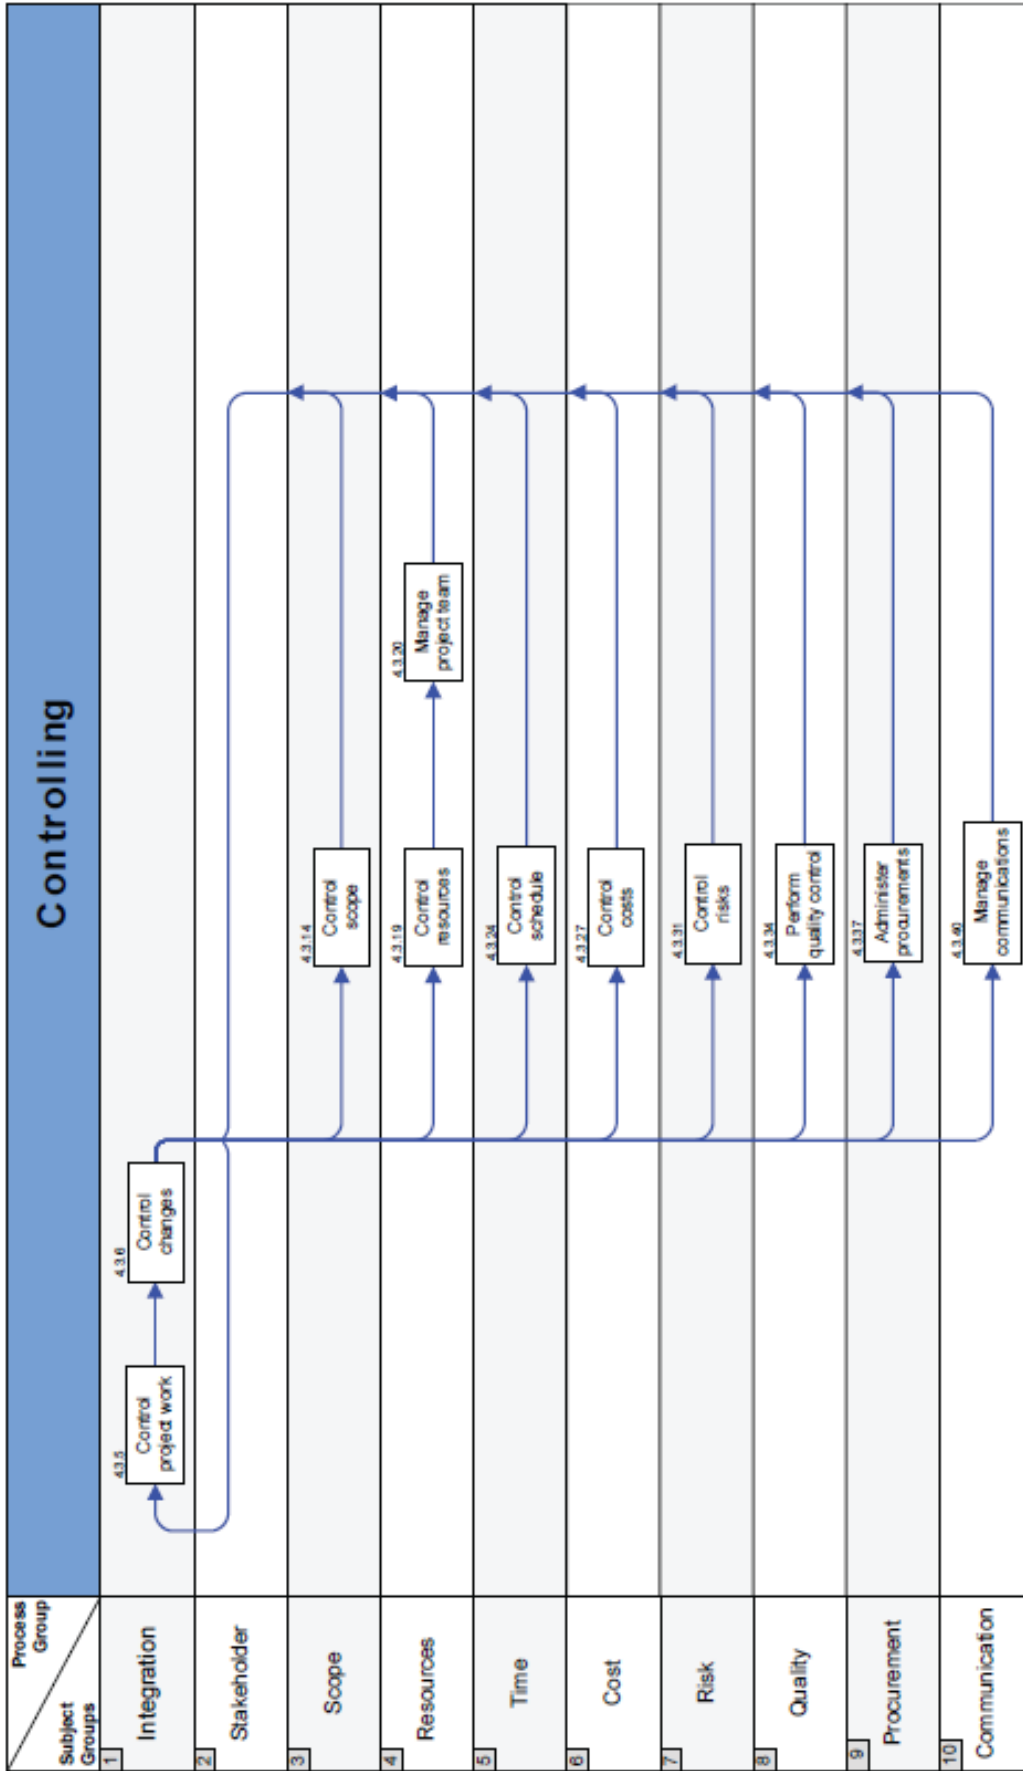 Process
Group
Subject
Groups
Controlling
1
Integration
4.3.5
Control
project work
4.3.6
Control
changes
2
Stakeholder
3
Scope
4.3.14
Control
scope
4
Resources
4.3.19
Control
resources
4.3.20
Manage
project team
5
Time
4.3.24
Control
schedule
6
Cost
4.3.27
Control
costs
7
Risk
4.3.31
Control
risks
8
Quality
4.3.34
Perform
quality control
9
Procurement
4.3.37
Administer
procurements
10
Communication
4.3.40
Manage
communications